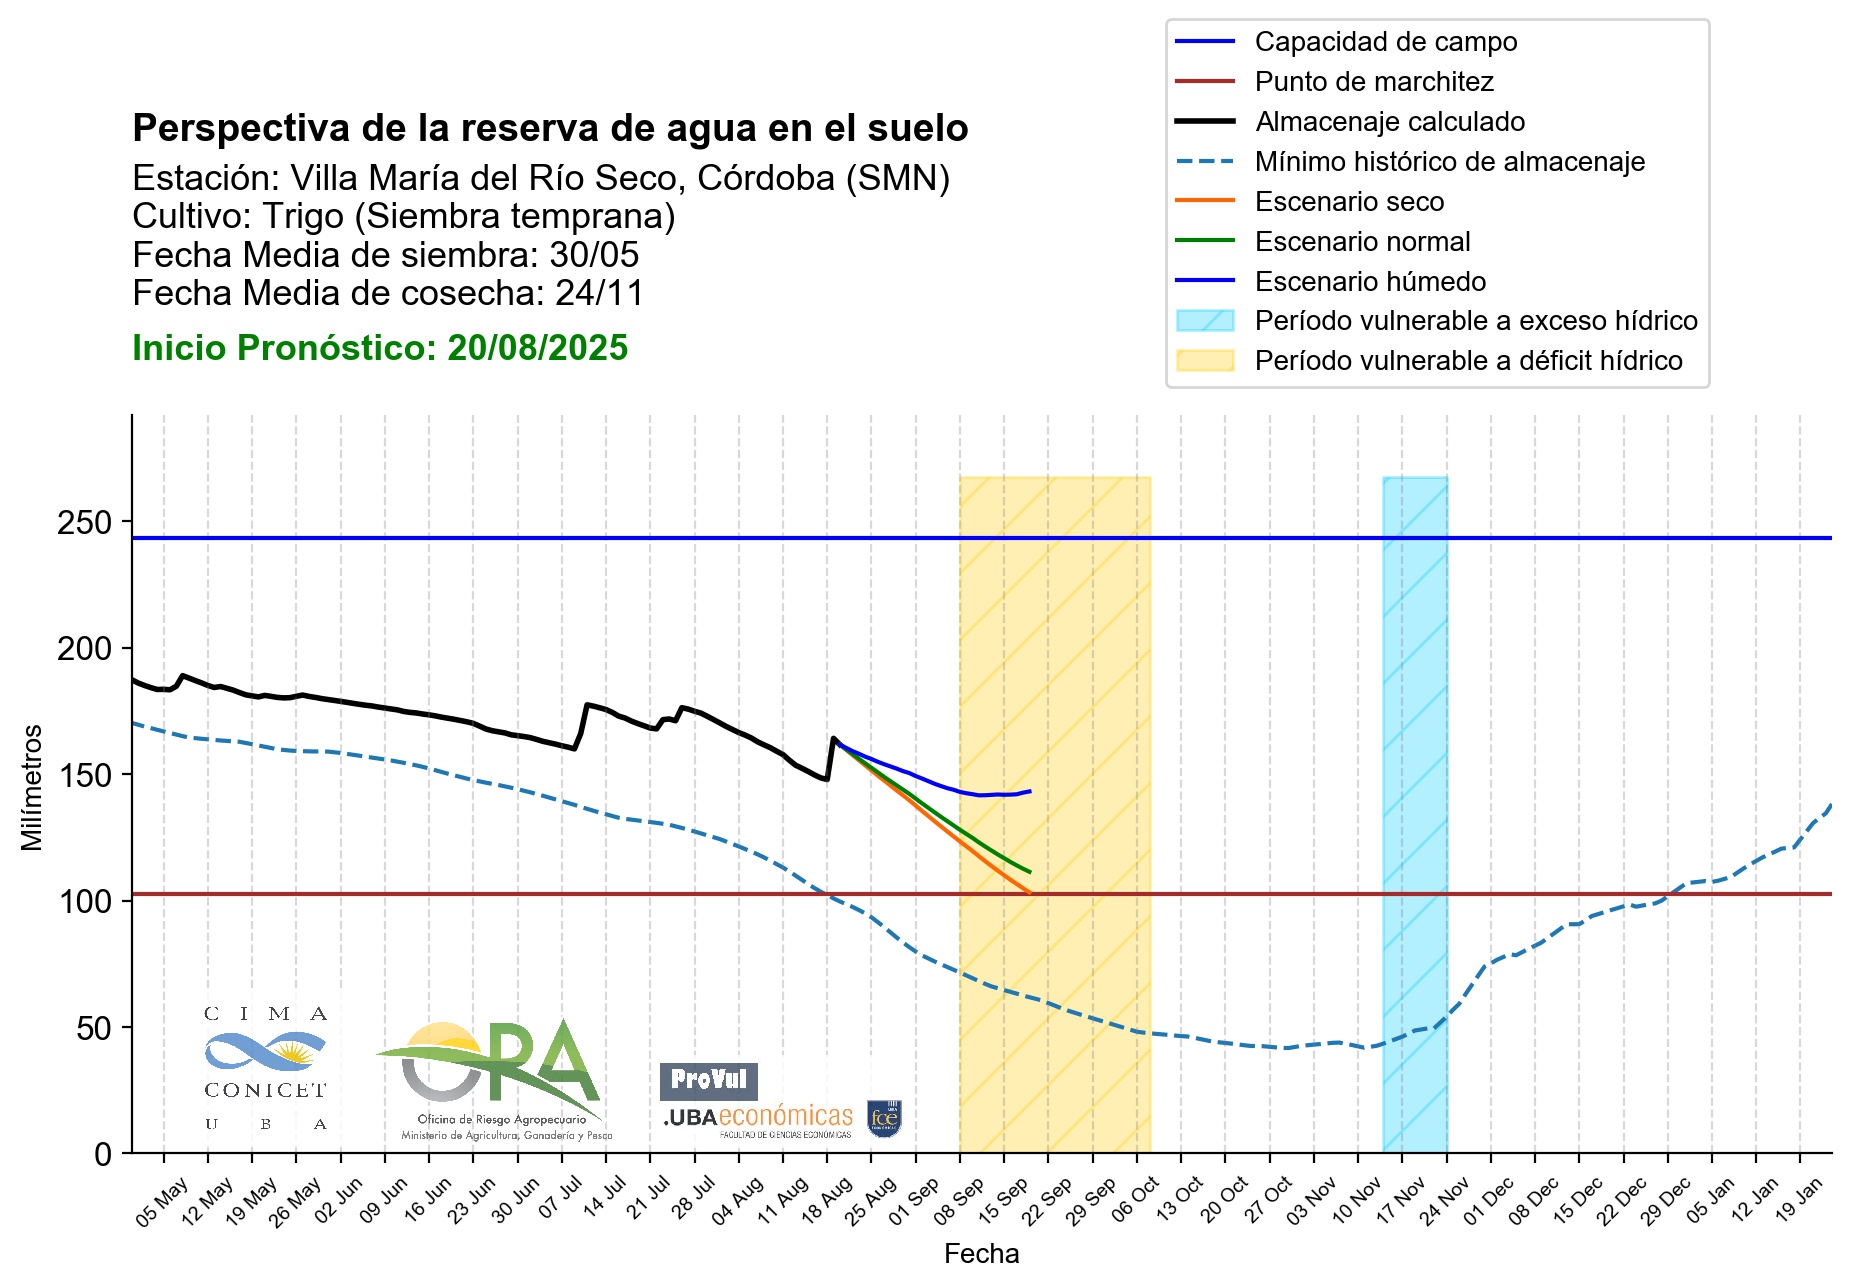 Capacidad de campo
Punto de marchitez
Almacenaje calculado
Mínimo histórico de almacenaje
Escenario seco
Escenario normal
Escenario húmedo
Período vulnerable a exceso hídrico
Período vulnerable a déficit hídrico
Perspectiva de la reserva de agua en el suelo
Estación: Villa María del Río Seco, Córdoba (SMN)
Cultivo: Trigo (Siembra temprana)
Fecha Media de siembra: 30/05
Fecha Media de cosecha: 24/11
Inicio Pronóstico: 20/08/2025
Milímetros
250
200
150
100
50
0
CIMA
CONICET
UBA
ORA
Oficina de Riesgo Agropecuario
Ministerio de Agricultura, Ganadería y Pesca
ProVul
.UBAeconómicas
FACULTAD DE CIENCIAS ECONÓMICAS
fce
05 May
12 May
19 May
26 May
02 Jun
09 Jun
16 Jun
23 Jun
30 Jun
07 Jul
14 Jul
21 Jul
28 Jul
04 Aug
11 Aug
18 Aug
25 Aug
01 Sep
08 Sep
15 Sep
22 Sep
29 Sep
06 Oct
13 Oct
20 Oct
27 Oct
03 Nov
10 Nov
17 Nov
24 Nov
01 Dec
08 Dec
15 Dec
22 Dec
29 Dec
05 Jan
12 Jan
19 Jan
Fecha